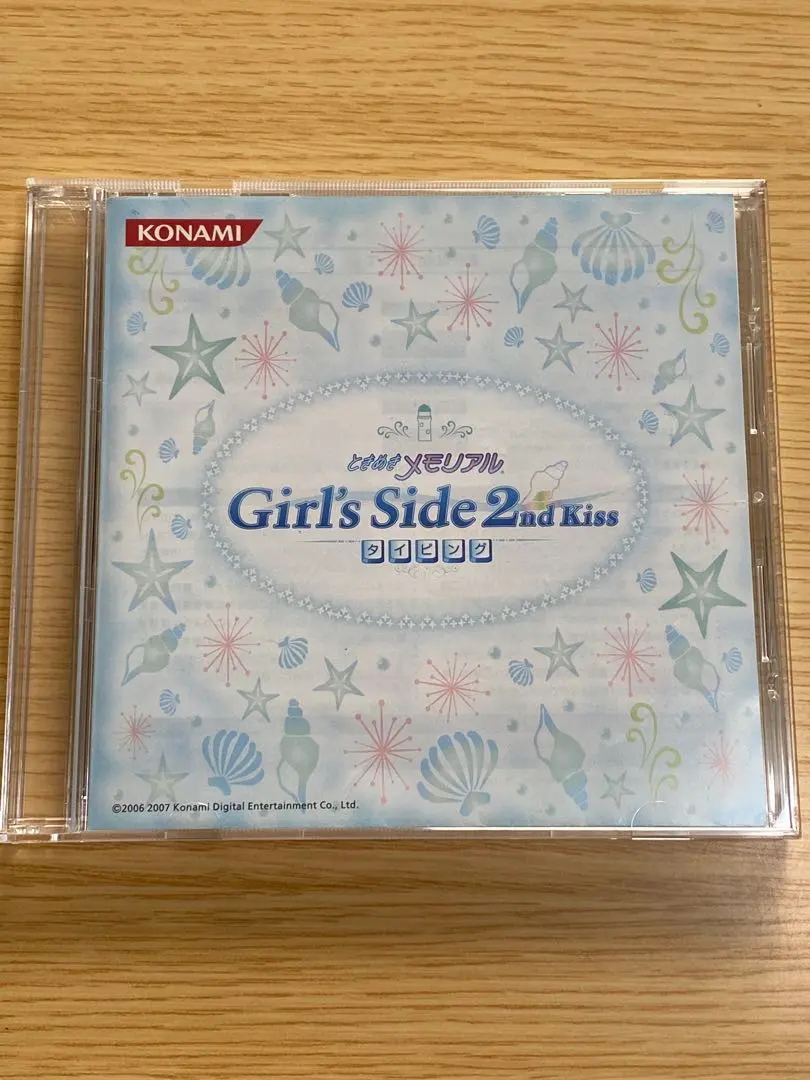 KONAMI
ときめきメモリアル
Girl's Side 2nd Kiss
タイピング
©2006 2007 Konami Digital Entertainment Co., Ltd.